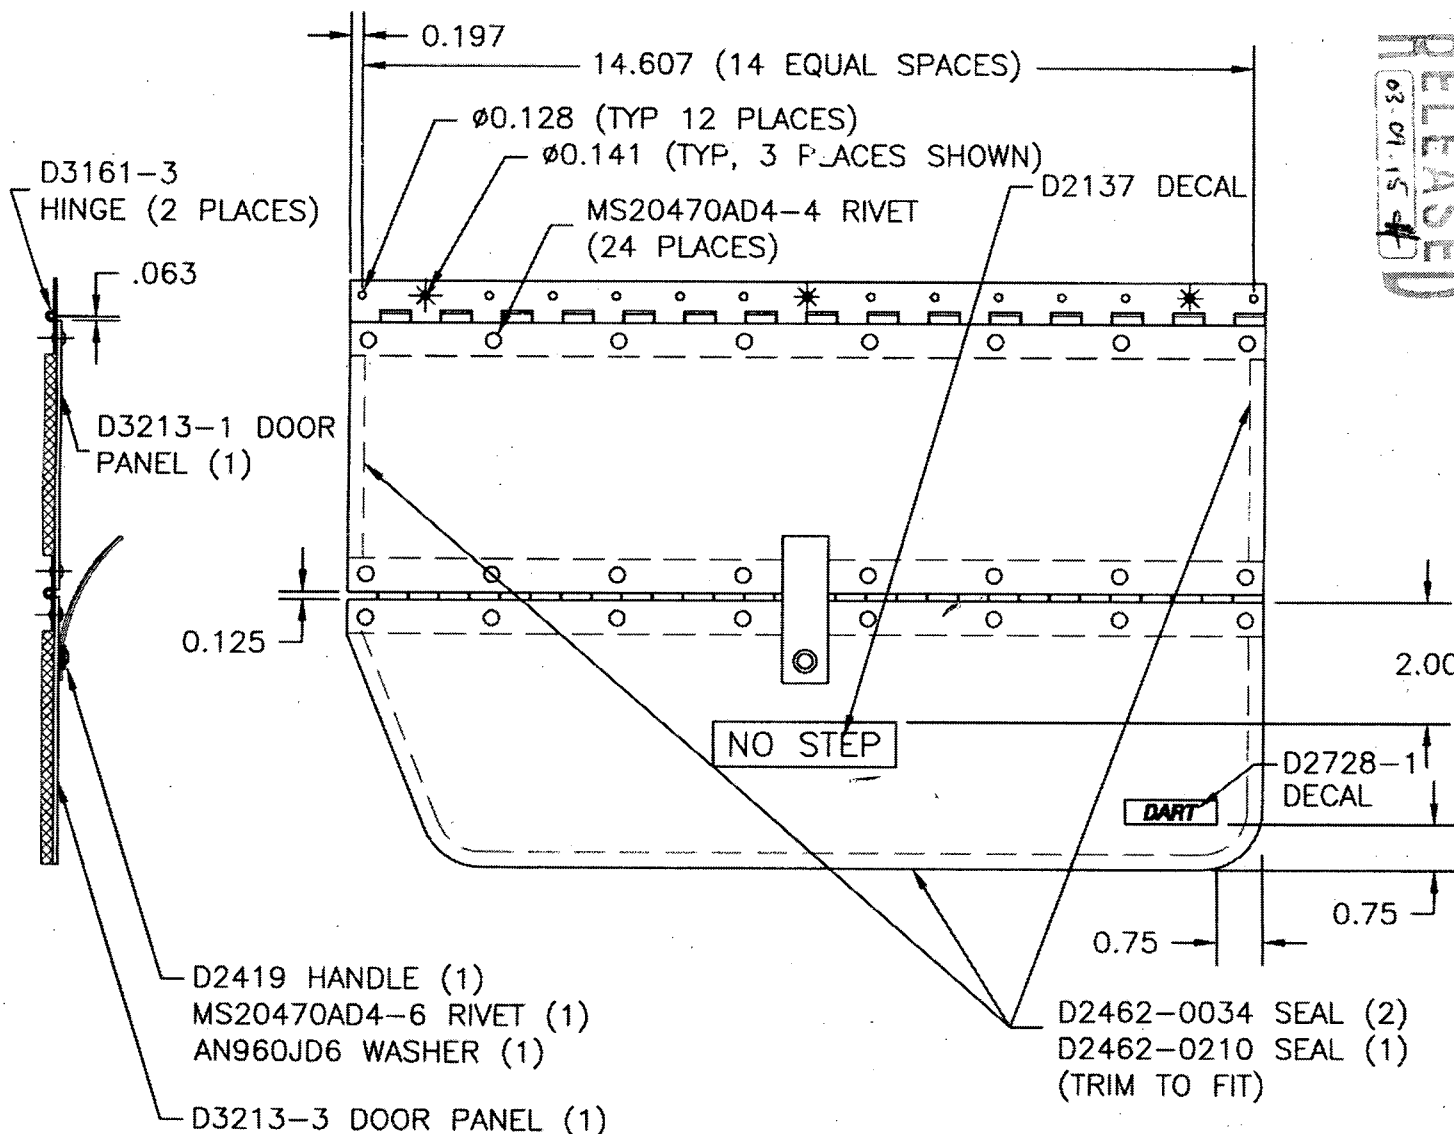 0.197
14.607 (14 EQUAL SPACES)
ø0.128 (TYP 12 PLACES)
ø0.141 (TYP, 3 PLACES SHOWN)
D3161-3
HINGE (2 PLACES)
D2137 DECAL
MS20470AD4-4 RIVET
(24 PLACES)
.063
D3213-1 DOOR
PANEL (1)
0.125
2.00
NO STEP
D2728-1
DECAL
DART
0.75
0.75
D2419 HANDLE (1)
MS20470AD4-6 RIVET (1)
AN960JD6 WASHER (1)
D2462-0034 SEAL (2)
D2462-0210 SEAL (1)
(TRIM TO FIT)
D3213-3 DOOR PANEL (1)
RELEASED